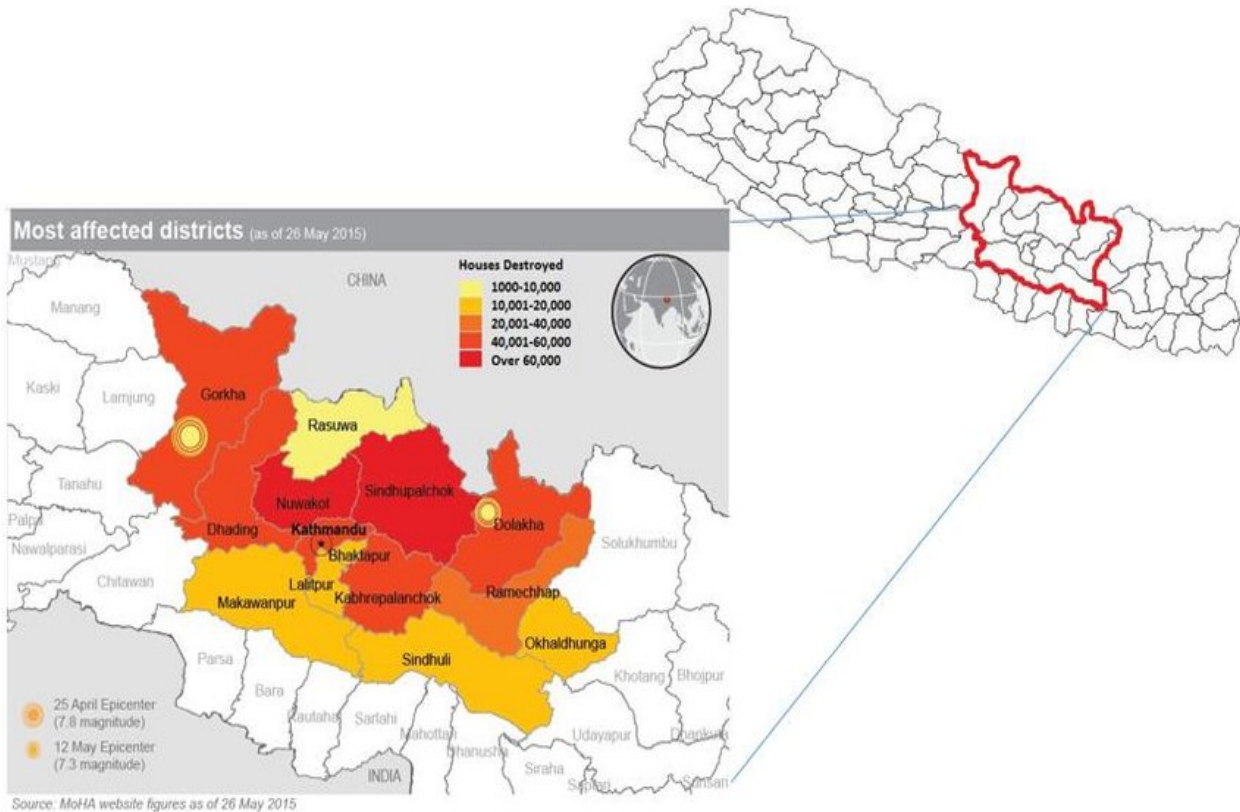 Most affected districts (as of 26 May 2015)
Houses Destroyed
1000-10,000
10,001-20,000
20,001-40,000
40,001-60,000
Over 60,000
CHINA
Mustang
Manang
Kaski
Lamjung
Gorkha
Rasuwa
Tanahu
Nuwakot
Sindhupalchok
Dolakha
Palpa
Nawalparasi
Dhading
Kathmandu
Bhaktapur
Solukhumbu
Chitawan
Lalitpur
Kabhrepalanchok
Ramechhap
Makawanpur
Okhaldhunga
Sindhuli
Parsa
Khotang
Bhojpur
Bara
Rautahat
Sarlahi
Mahottari
Dhanusha
Udayapur
Siraha
INDIA
25 April Epicenter
(7.8 magnitude)
12 May Epicenter
(7.3 magnitude)
Source: MoHA website figures as of 26 May 2015